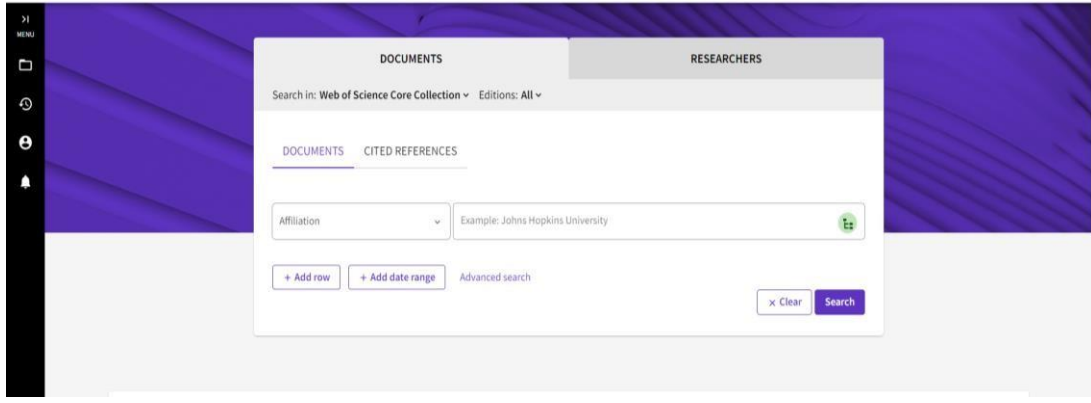 MENU
DOCUMENTS
RESEARCHERS
Search in: Web of Science Core Collection Editions: All
DOCUMENTS CITED REFERENCES
Affiliation
Example: Johns Hopkins University
+ Add row
+ Add date range
Advanced search
× Clear
Search